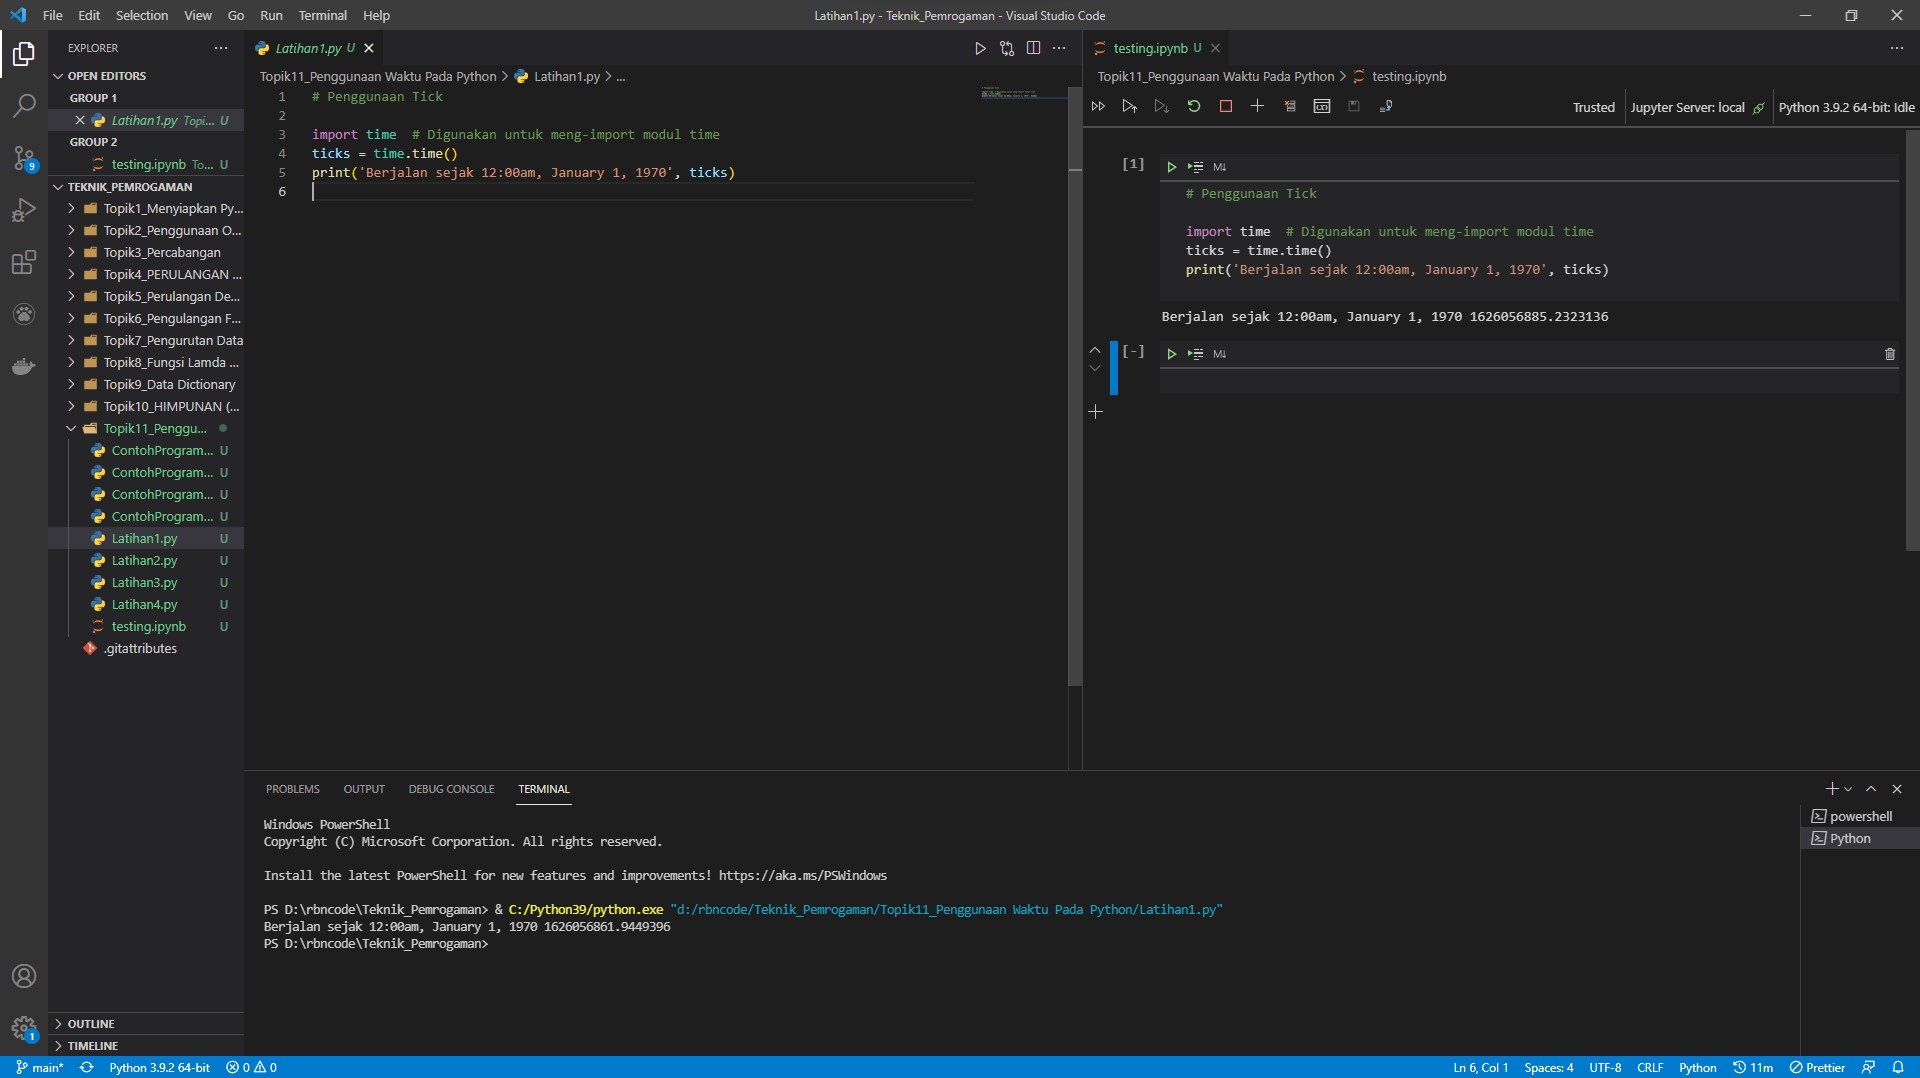 File Edit Selection View Go Run Terminal Help
Latihan1.py - Teknik_Pemrogaman - Visual Studio Code
EXPLORER
OPEN EDITORS
GROUP 1
Latihan1.py Topi... U
GROUP 2
testing.ipynb To... U
TEKNIK_PEMROGAMAN
Topik1_Menyiapkan Py...
Topik2_Penggunaan O...
Topik3_Percabangan
Topik4_PERULANGAN ...
Topik5_Perulangan De...
Topik6_Pengulangan F...
Topik7_Pengurutan Data
Topik8_Fungsi Lamda ...
Topik9_Data Dictionary
Topik10_HIMPUNAN (...
Topik11_Penggu...
ContohProgram... U
ContohProgram... U
ContohProgram... U
ContohProgram... U
Latihan1.py U
Latihan2.py U
Latihan3.py U
Latihan4.py U
testing.ipynb U
.gitattributes
OUTLINE
TIMELINE
9
1
Latihan1.py U
Topik11_Penggunaan Waktu Pada Python > Latihan1.py > ...
1 # Penggunaan Tick
2
3 import time # Digunakan untuk meng-import modul time
4 ticks = time.time()
5 print('Berjalan sejak 12:00am, January 1, 1970', ticks)
6
testing.ipynb U
Topik11_Penggunaan Waktu Pada Python > testing.ipynb
Trusted Jupyter Server: local Python 3.9.2 64-bit: Idle
[1] M↓
# Penggunaan Tick
import time # Digunakan untuk meng-import modul time
ticks = time.time()
print('Berjalan sejak 12:00am, January 1, 1970', ticks)
Berjalan sejak 12:00am, January 1, 1970 1626056885.2323136
[-] M↓
PROBLEMS OUTPUT DEBUG CONSOLE TERMINAL
Windows PowerShell
Copyright (C) Microsoft Corporation. All rights reserved.
Install the latest PowerShell for new features and improvements! https://aka.ms/PSWindows
PS D:\rbncode\Teknik_Pemrogaman> & C:/Python39/python.exe "d:/rbncode/Teknik_Pemrogaman/Topik11_Penggunaan Waktu Pada Python/Latihan1.py"
Berjalan sejak 12:00am, January 1, 1970 1626056861.9449396
PS D:\rbncode\Teknik_Pemrogaman>
powershell
Python
main* Python 3.9.2 64-bit 0 0
Ln 6, Col 1 Spaces: 4 UTF-8 CRLF Python 11m Prettier